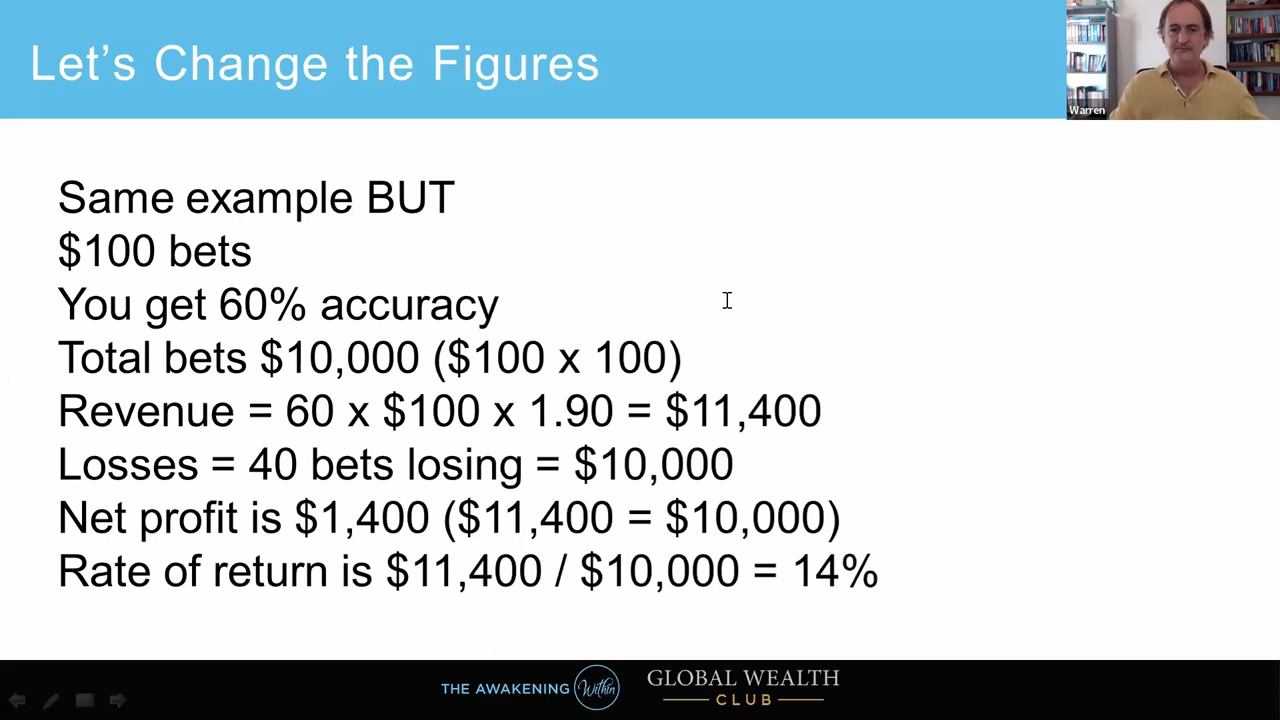 Let's Change the Figures
Warren
Same example BUT
$100 bets
You get 60% accuracy
Total bets $10,000 ($100 x 100)
Revenue = 60 x $100 x 1.90 = $11,400
Losses = 40 bets losing = $10,000
Net profit is $1,400 ($11,400 = $10,000)
Rate of return is $11,400 / $10,000 = 14%
THE AWAKENING Within
GLOBAL WEALTH
CLUB